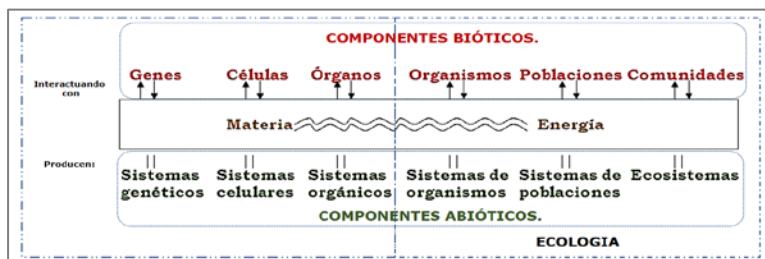 COMPONENTES BIÓTICOS.
Interactuando
con
Genes Células Órganos Organismos Poblaciones Comunidades
Materia Energía
Producen:
Sistemas genéticos
Sistemas celulares
Sistemas orgánicos
Sistemas de organismos
Sistemas de poblaciones
Ecosistemas
COMPONENTES ABIÓTICOS.
ECOLOGIA